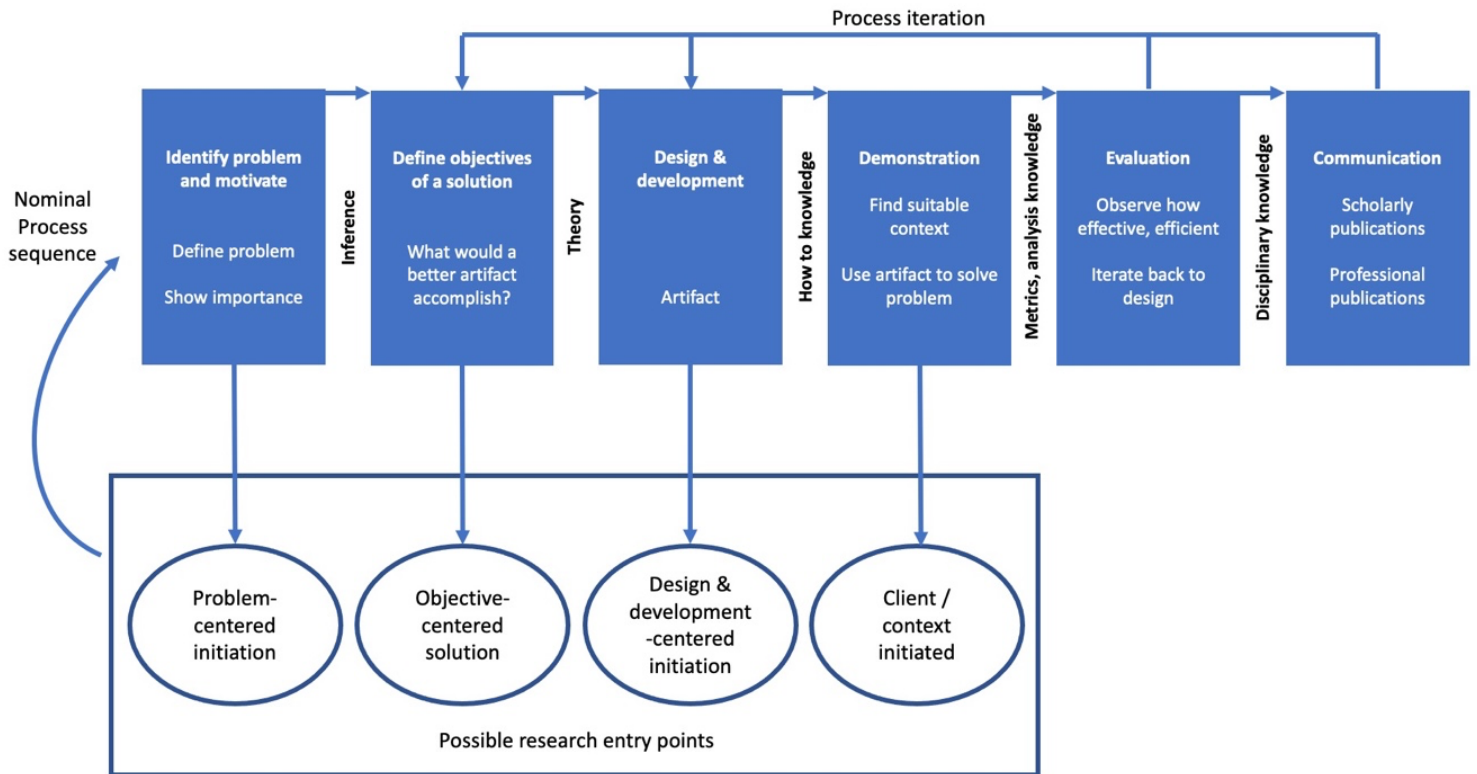 Process iteration
Nominal
Process
sequence
Identify problem
and motivate
Define problem
Show importance
Inference
Define objectives
of a solution
What would a
better artifact
accomplish?
Theory
Design &
development
Artifact
How to knowledge
Demonstration
Find suitable
context
Use artifact to solve
problem
Metrics, analysis knowledge
Evaluation
Observe how
effective, efficient
Iterate back to
design
Disciplinary knowledge
Communication
Scholarly
publications
Professional
publications
Problem-
centered
initiation
Objective-
centered
solution
Design &
development
-centered
initiation
Client /
context
initiated
Possible research entry points